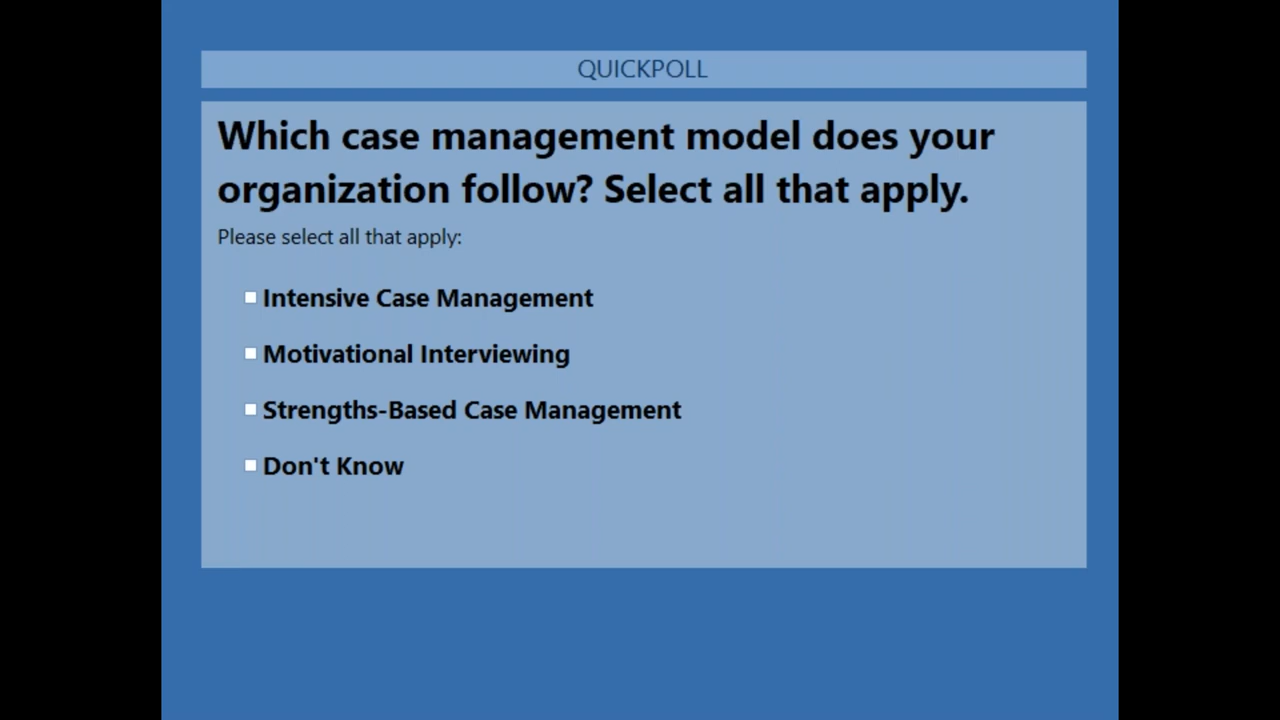 QUICKPOLL
Which case management model does your
organization follow? Select all that apply.
Please select all that apply:
Intensive Case Management
Motivational Interviewing
Strengths-Based Case Management
Don't Know